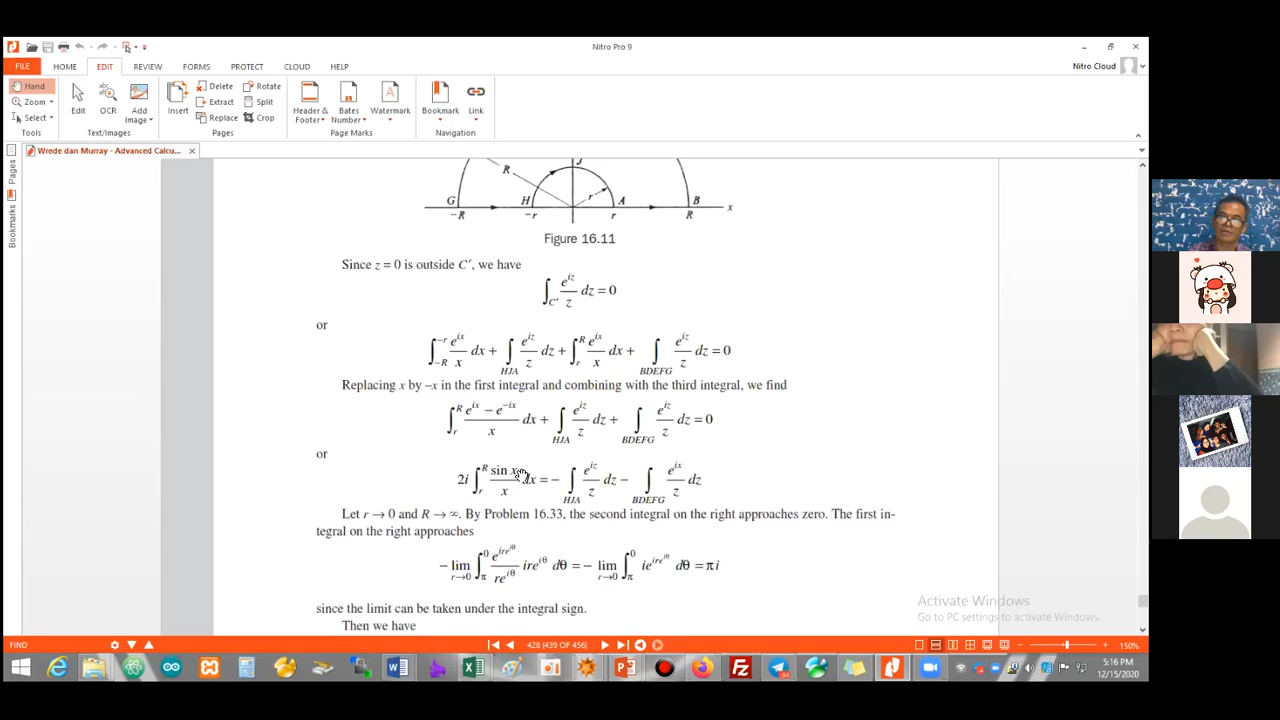 Nitro Pro 9
FILE HOME EDIT REVIEW FORMS PROTECT CLOUD HELP
Nitro Cloud
Hand Zoom Select Tools
Edit OCR Add Image Text/Images
Insert Delete Extract Replace Rotate Split Crop Pages
Header & Footer Bates Number Watermark Page Marks
Bookmark Link Navigation
Wrede dan Murray - Advanced Calcu...
Pages
Bookmarks
R J r
G H A B x
−R −r r R
Figure 16.11
Since z = 0 is outside C′, we have
∫_{C′} e^{iz}/z dz = 0
or
∫_{−R}^{−r} e^{ix}/x dx + ∫_{HJA} e^{iz}/z dz + ∫_r^R e^{ix}/x dx + ∫_{BDEFG} e^{iz}/z dz = 0
Replacing x by −x in the first integral and combining with the third integral, we find
∫_r^R (e^{ix} − e^{−ix})/x dx + ∫_{HJA} e^{iz}/z dz + ∫_{BDEFG} e^{iz}/z dz = 0
or
2i ∫_r^R sin x/x dx = − ∫_{HJA} e^{iz}/z dz − ∫_{BDEFG} e^{ix}/z dz
Let r → 0 and R → ∞. By Problem 16.33, the second integral on the right approaches zero. The first in-
tegral on the right approaches
− lim_{r→0} ∫_π^0 e^{ire^{iθ}}/re^{iθ} ire^{iθ} dθ = − lim_{r→0} ∫_π^0 ie^{ire^{iθ}} dθ = πi
since the limit can be taken under the integral sign.
Then we have
Activate Windows
Go to PC settings to activate Windows.
FIND
428 (439 OF 456)
150%
5:16 PM
12/15/2020